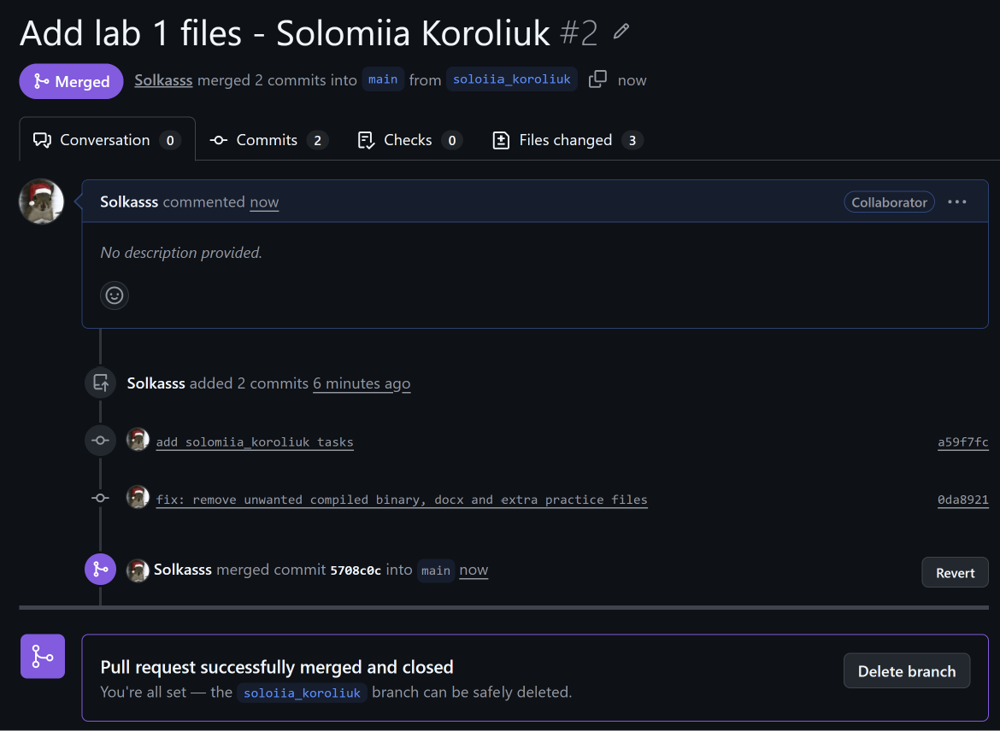 Add lab 1 files - Solomiia Koroliuk #2
Merged Solkasss merged 2 commits into main from soloiia_koroliuk now
Conversation 0 Commits 2 Checks 0 Files changed 3
Solkasss commented now Collaborator
No description provided.
Solkasss added 2 commits 6 minutes ago
add solomiia_koroliuk tasks a59f7fc
fix: remove unwanted compiled binary, docx and extra practice files 0da8921
Solkasss merged commit 5708c0c into main now Revert
Pull request successfully merged and closed
You're all set — the soloiia_koroliuk branch can be safely deleted.
Delete branch